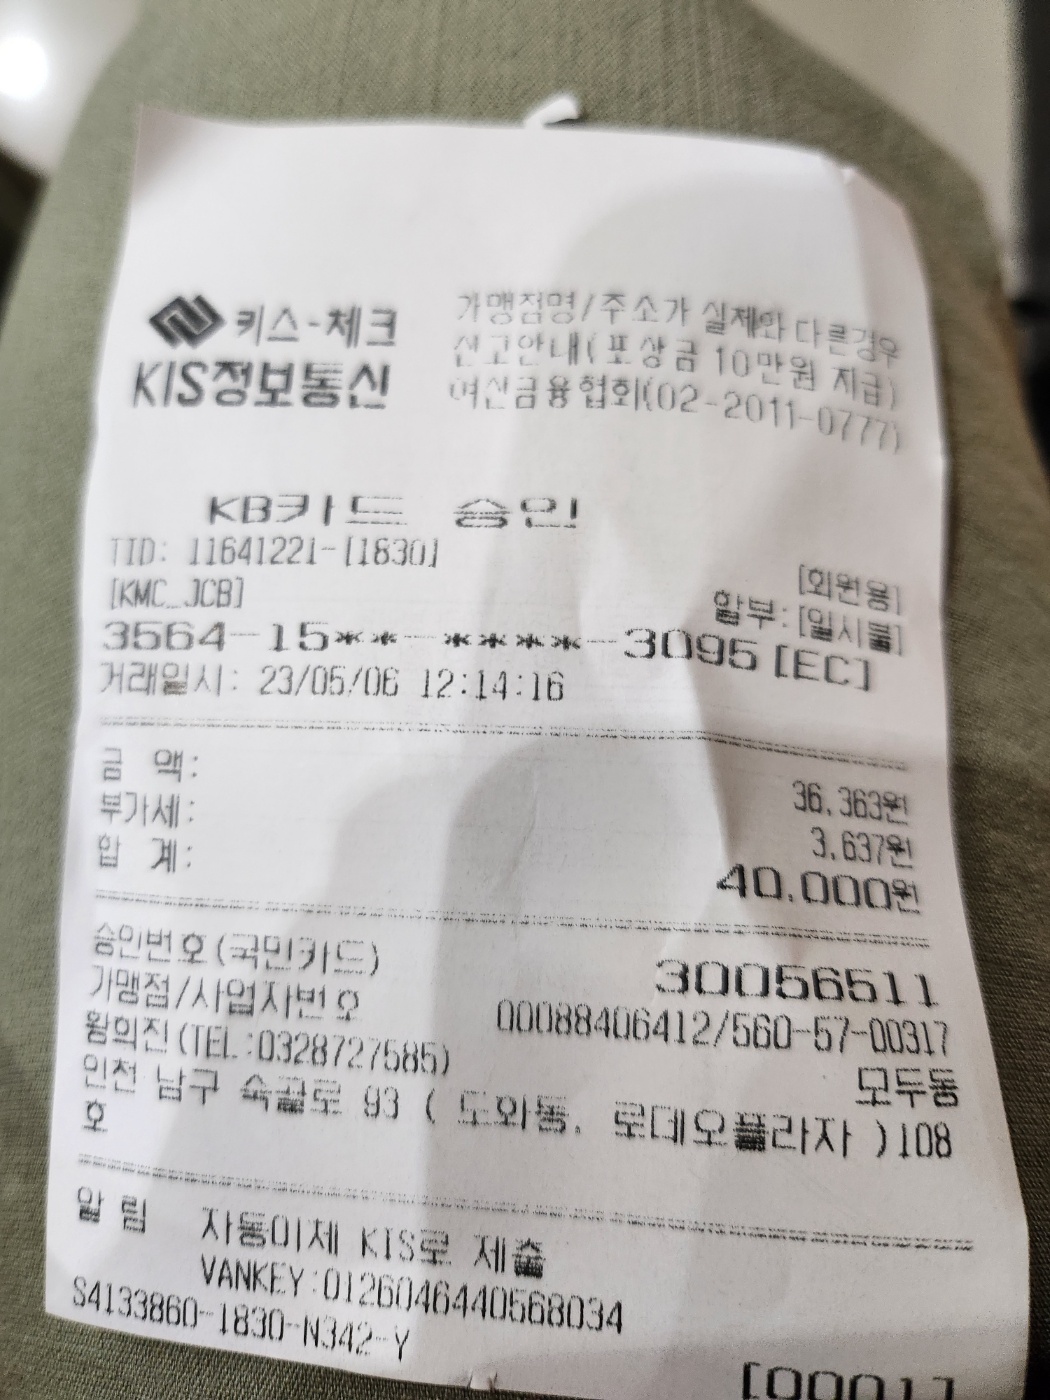 키스-체크
KIS정보통신
가맹점명/주소가 실제와 다른경우
신고안내(포상금 10만원 지급)
여신금융협회(02-2011-0777)
KB카드 승인
TID: 11641221-[1830]
[KMC_JCB]
[회원용]
할부:[일시불]
3564-15**-****-3095[EC]
거래일시: 23/05/06 12:14:16
금 액: 36,363원
부가세: 3,637원
합 계: 40,000원
승인번호(국민카드) 30056511
가맹점/사업자번호
00088406412/560-57-00317
황의진(TEL:0328727585) 모두동
인천 남구 숙골로 93 ( 도화동, 로데오플라자 )108
호
알 림 자동이체 KIS로 제출
VANKEY:0126046440568034
S4133860-1830-N342-Y
[0001]